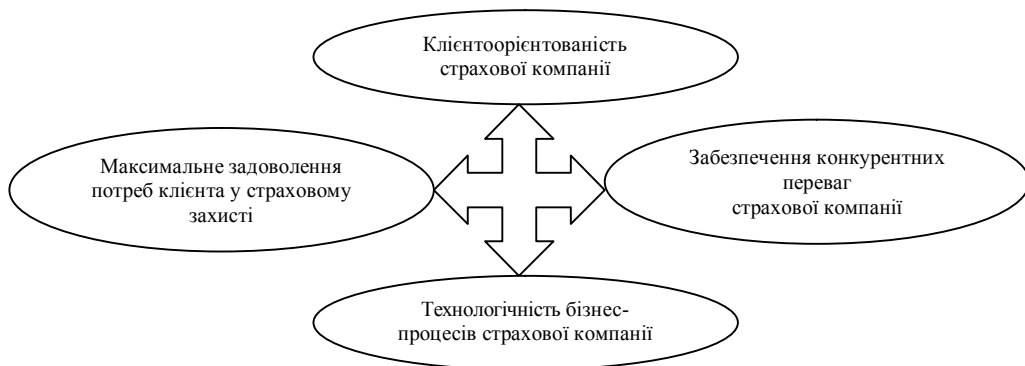 Клієнтоорієнтованість
страхової компанії
Максимальне задоволення
потреб клієнта у страховому
захисті
Забезпечення конкурентних
переваг
страхової компанії
Технологічність бізнес-
процесів страхової компанії